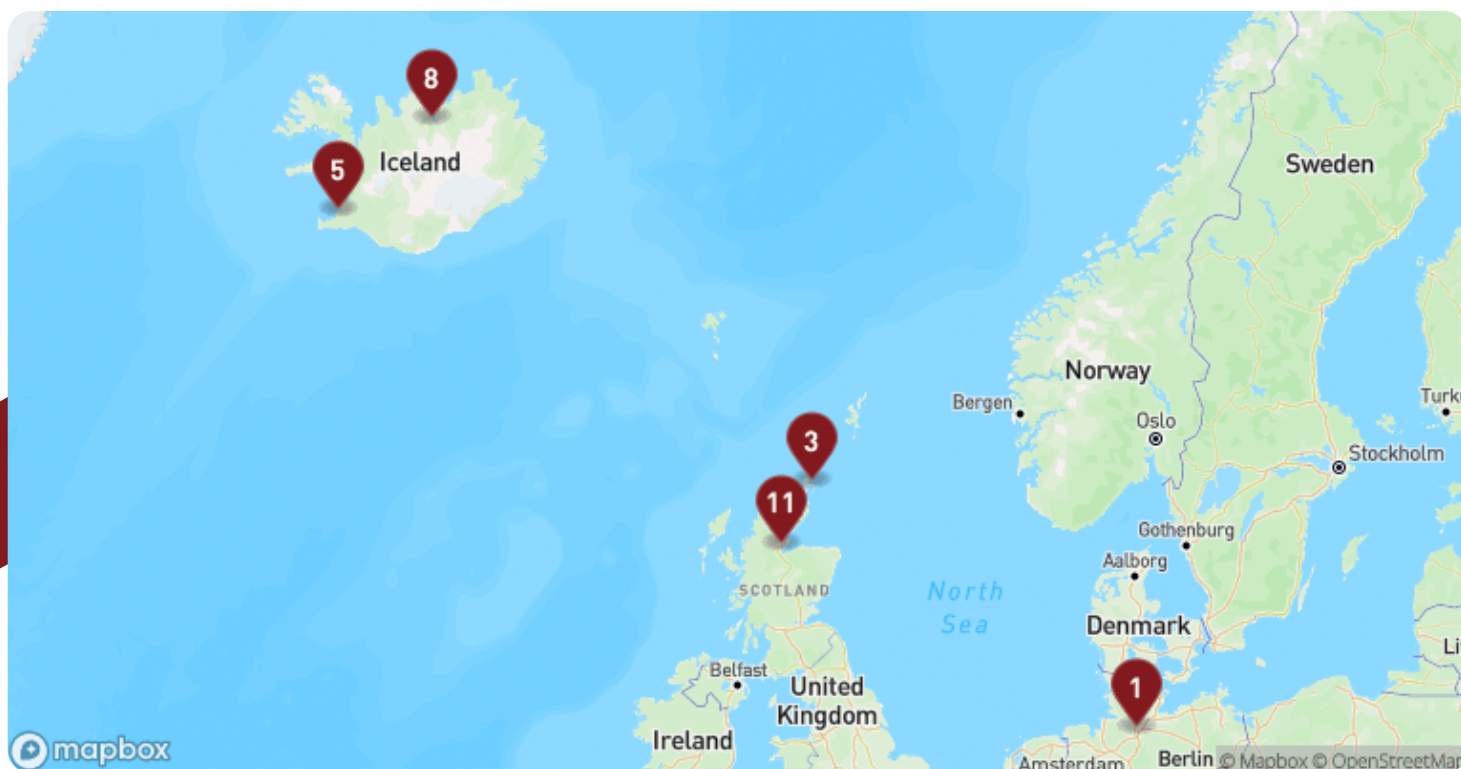 8
5
Iceland
Sweden
Norway
Bergen
Oslo
Turk
3
Stockholm
11
Gothenburg
Aalborg
SCOTLAND
North
Sea
Denmark
Li
Belfast
1
United
Kingdom
Ireland
mapbox
Amsterdam
Berlin
© Mapbox © OpenStreetMap